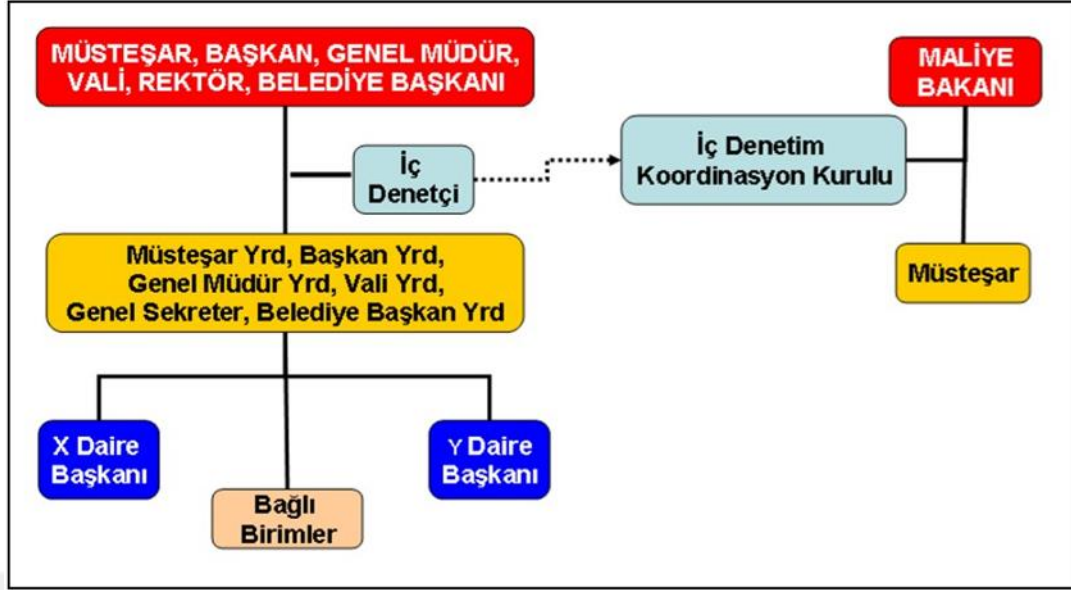 MÜSTEŞAR, BAŞKAN, GENEL MÜDÜR,
VALİ, REKTÖR, BELEDİYE BAŞKANI
MALİYE
BAKANI
İç
Denetçi
İç Denetim
Koordinasyon Kurulu
Müsteşar Yrd, Başkan Yrd,
Genel Müdür Yrd, Vali Yrd,
Genel Sekreter, Belediye Başkan Yrd
Müsteşar
X Daire
Başkanı
Y Daire
Başkanı
Bağlı
Birimler